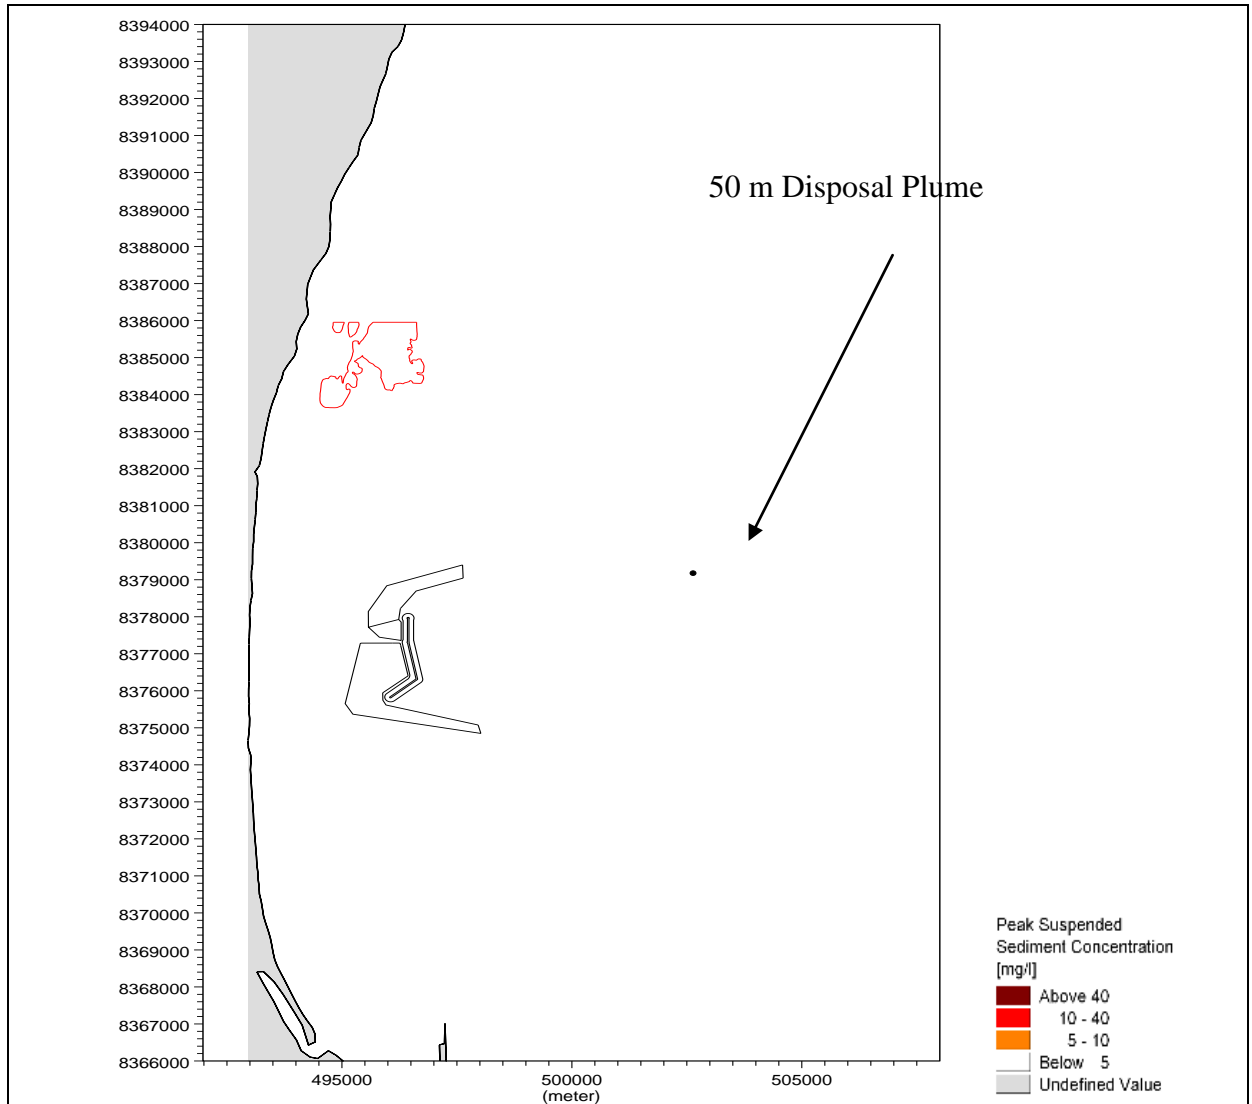 8394000
8393000
8392000
8391000
8390000
8389000
8388000
8387000
8386000
8385000
8384000
8383000
8382000
8381000
8380000
8379000
8378000
8377000
8376000
8375000
8374000
8373000
8372000
8371000
8370000
8369000
8368000
8367000
8366000
50 m Disposal Plume
495000 500000 505000
(meter)
Peak Suspended
Sediment Concentration
[mg/l]
Above 40
10 - 40
5 - 10
Below 5
Undefined Value